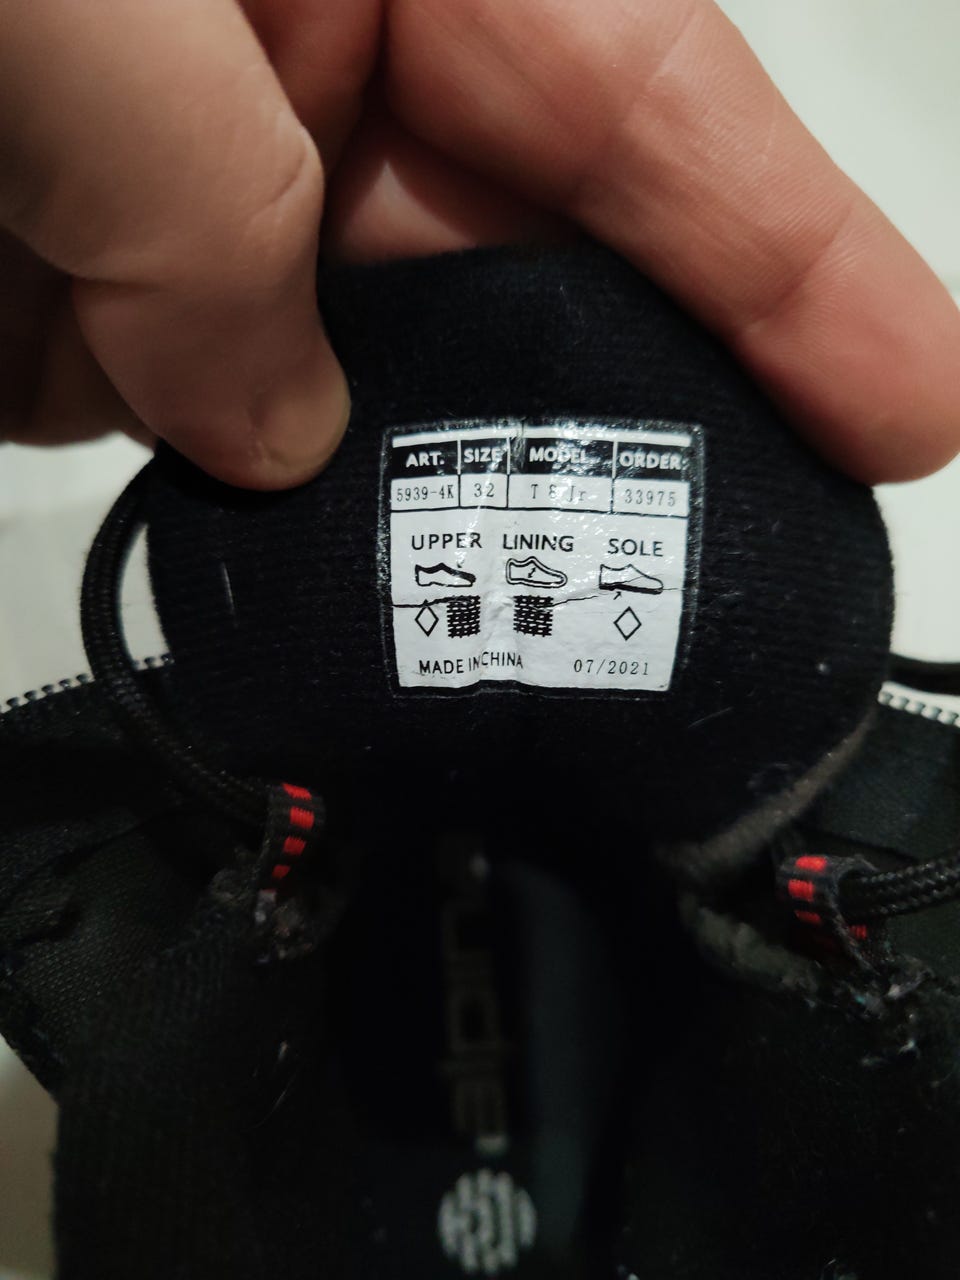 ART. SIZE MODEL ORDER:
5939-4K 32 T 8 Jr 33975
UPPER LINING SOLE
MADE IN CHINA 07/2021